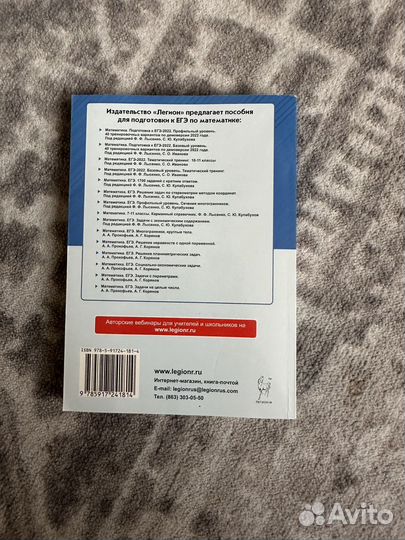 Издательство «Легион» предлагает пособия
для подготовки к ЕГЭ по математике:
Математика. Подготовка к ЕГЭ-2022. Профильный уровень.
40 тренировочных вариантов по демоверсии 2022 года.
Под редакцией Ф. Ф. Лысенко, С. Ю. Кулабухова
Математика. Подготовка к ЕГЭ-2022. Базовый уровень.
40 тренировочных вариантов по демоверсии 2022 года.
Под редакцией Ф. Ф. Лысенко, С. О. Иванова
Математика. ЕГЭ-2022. Тематический тренинг. 10-11 классы
Под редакцией Ф. Ф. Лысенко, С. О. Иванова
Математика. ЕГЭ-2022. Базовый уровень. Тематический тренинг.
Под редакцией Ф. Ф. Лысенко, С. О. Иванова
Математика. ЕГЭ. 1700 заданий с кратким ответом.
Под редакцией Ф. Ф. Лысенко, С. Ю. Кулабухова
Математика. ЕГЭ. Решение задач по стереометрии методом координат.
Под редакцией Ф. Ф. Лысенко, С. Ю. Кулабухова
Математика. ЕГЭ. Профильный уровень. Сечения многогранников.
Под редакцией Ф. Ф. Лысенко, С. Ю. Кулабухова
Математика. 7-11 классы. Карманный справочник. Ф. Ф. Лысенко, С. Ю. Кулабухов
Математика. ЕГЭ. Задачи с экономическим содержанием.
Под редакцией Ф. Ф. Лысенко, С. Ю. Кулабухова
Математика. ЕГЭ. Многогранники, круглые тела.
А. А. Прокофьев, А. Г. Корянов
Математика. ЕГЭ. Решение неравенств с одной переменной.
А. А. Прокофьев, А. Г. Корянов
Математика. ЕГЭ. Решение планиметрических задач.
А. А. Прокофьев, А. Г. Корянов
Математика. ЕГЭ. Социально-экономические задачи.
А. А. Прокофьев, А. Г. Корянов
Математика. ЕГЭ. Задачи с параметрами.
А. А. Прокофьев, А. Г. Корянов
Математика. ЕГЭ. Задачи на целые числа.
А. А. Прокофьев, А. Г. Корянов
Авторские вебинары для учителей и школьников на
www.legionr.ru
ISBN 978-5-91724-181-4
9 785917 241814
www.legionr.ru
Интернет-магазин, книга-почтой
E-mail: legionrus@legionrus.com
Тел. (863) 303-05-50
Avito